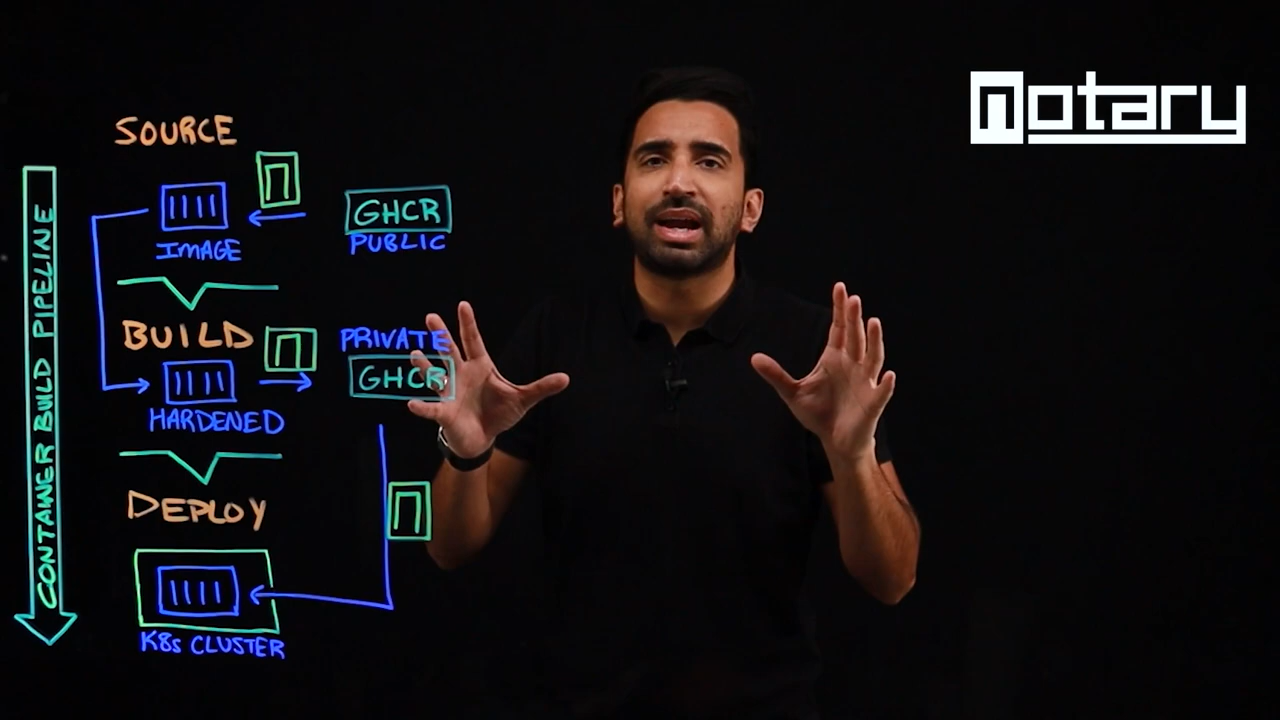 notary
SOURCE
GHCR
PUBLIC
IMAGE
CONTAINER BUILD PIPELINE
BUILD
PRIVATE
GHCR
HARDENED
DEPLOY
K8s CLUSTER